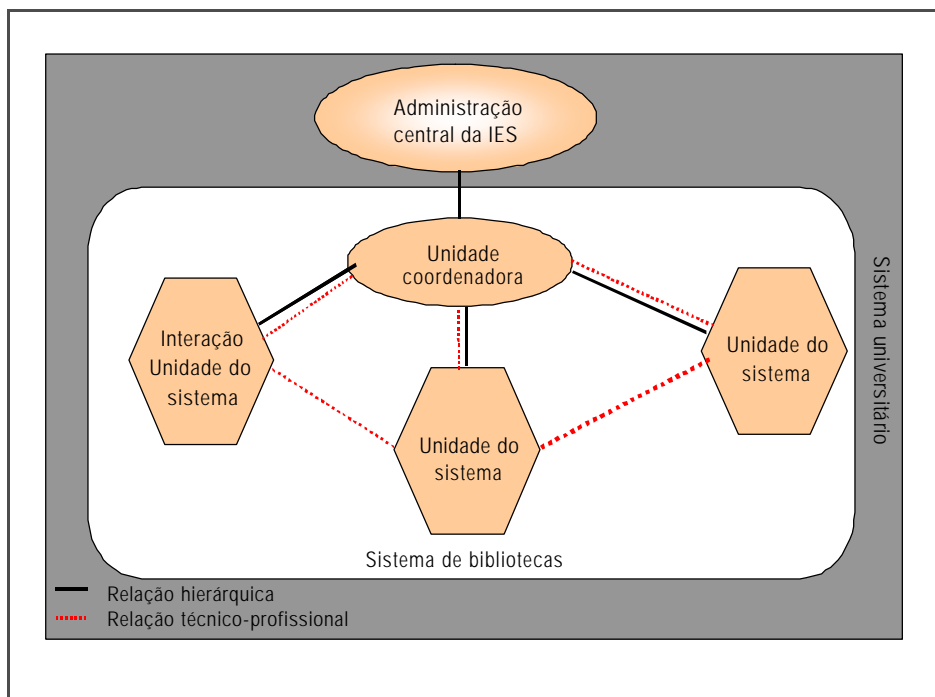 Administração
central da IES
Unidade
coordenadora
Interação
Unidade do
sistema
Unidade do
sistema
Unidade do
sistema
Sistema universitário
Sistema de bibliotecas
Relação hierárquica
Relação técnico-profissional